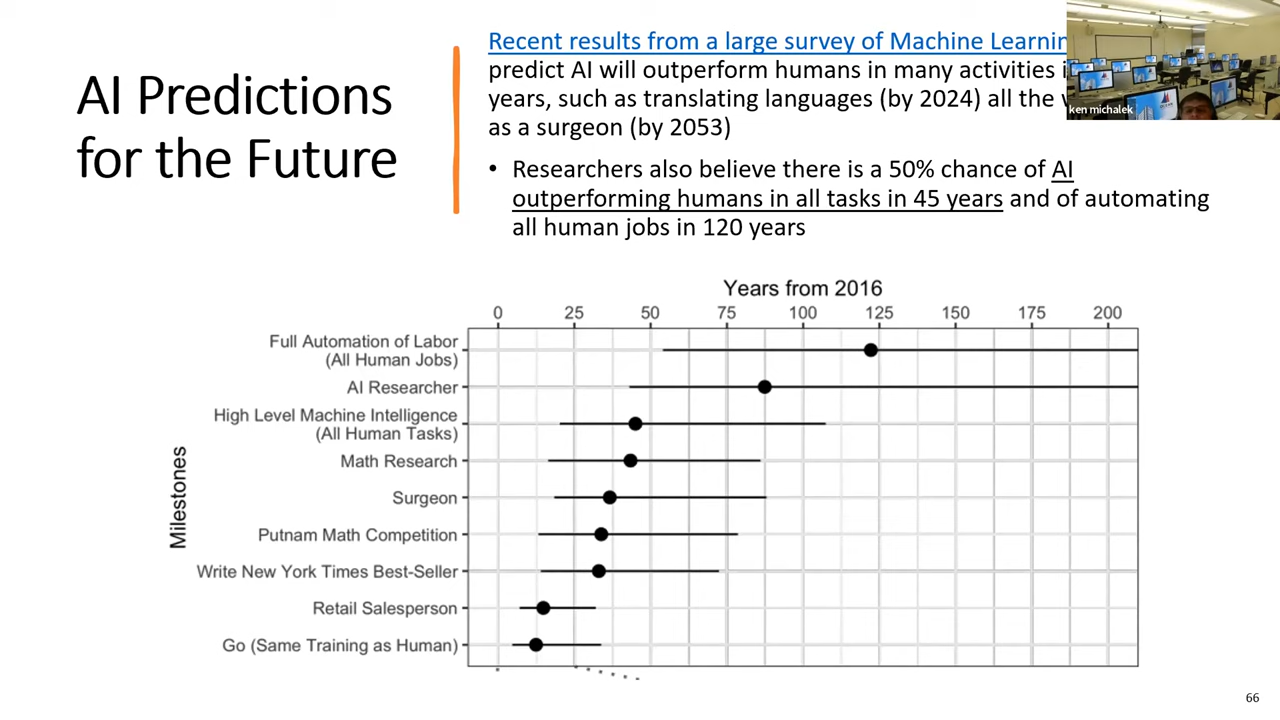 AI Predictions
for the Future
Recent results from a large survey of Machine
predict AI will outperform humans in many activities
years, such as translating languages (by 2024) all the
as a surgeon (by 2053)
• Researchers also believe there is a 50% chance of AI
outperforming humans in all tasks in 45 years and of automating
all human jobs in 120 years
ken michalek
Years from 2016
0 25 50 75 100 125 150 175 200
Milestones
Full Automation of Labor
(All Human Jobs)
AI Researcher
High Level Machine Intelligence
(All Human Tasks)
Math Research
Surgeon
Putnam Math Competition
Write New York Times Best-Seller
Retail Salesperson
Go (Same Training as Human)
66